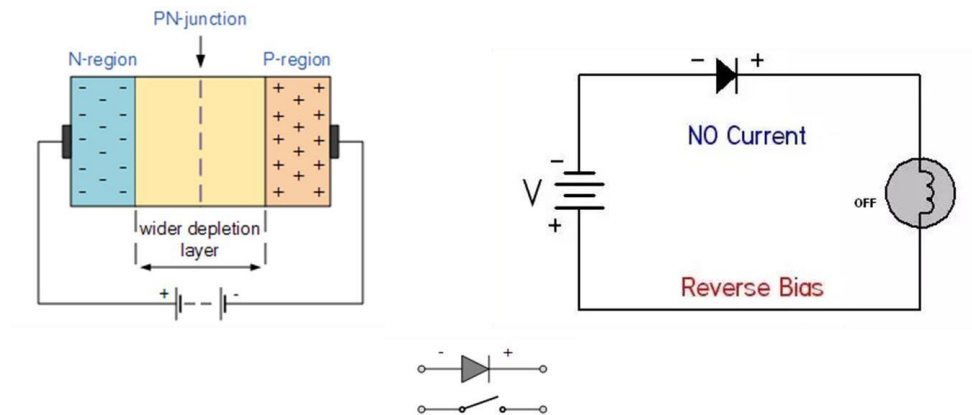 PN-junction
N-region
P-region
wider depletion
layer
+ -
- +
NO Current
-
V
+
OFF
Reverse Bias
- +